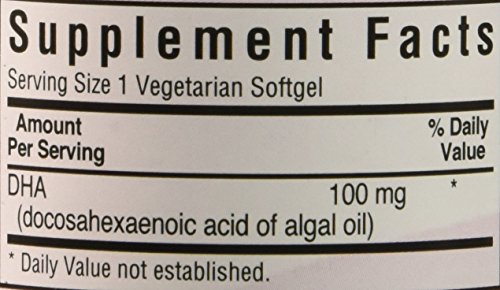 Supplement Facts
Serving Size 1 Vegetarian Softgel
Amount % Daily
Per Serving Value
DHA 100 mg *
(docosahexaenoic acid of algal oil)
* Daily Value not established.